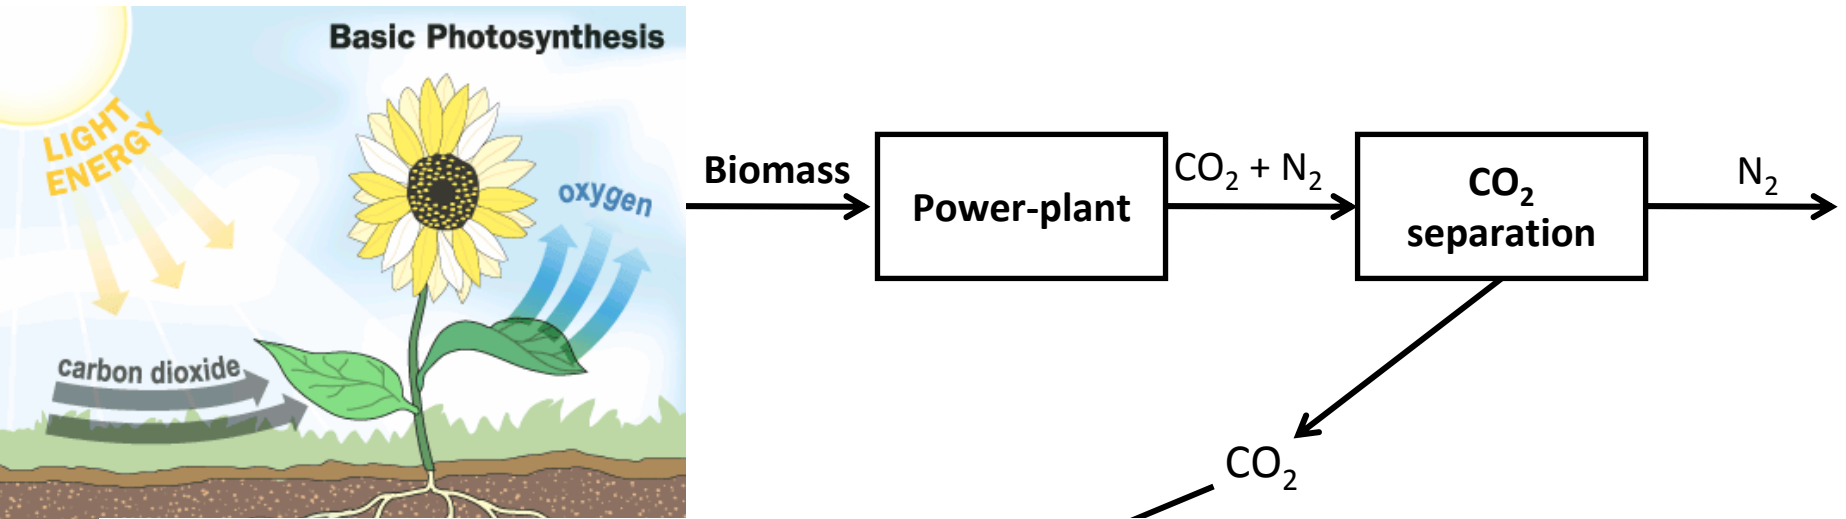 Basic Photosynthesis
LIGHT
ENERGY
oxygen
carbon dioxide
Biomass
Power-plant
CO₂ + N₂
CO₂
separation
N₂
CO₂